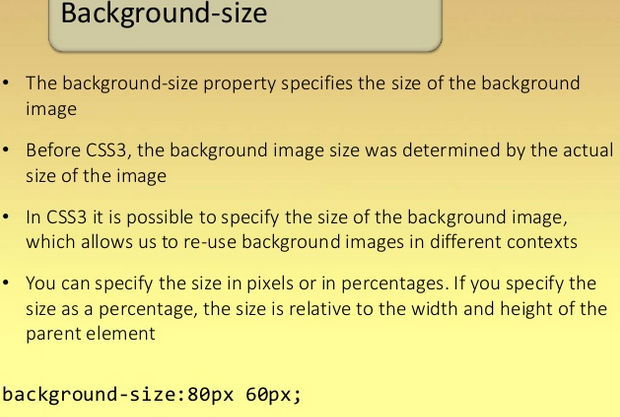 Background-size
• The background-size property specifies the size of the background
image
• Before CSS3, the background image size was determined by the actual
size of the image
• In CSS3 it is possible to specify the size of the background image,
which allows us to re-use background images in different contexts
• You can specify the size in pixels or in percentages. If you specify the
size as a percentage, the size is relative to the width and height of the
parent element
background-size:80px 60px;